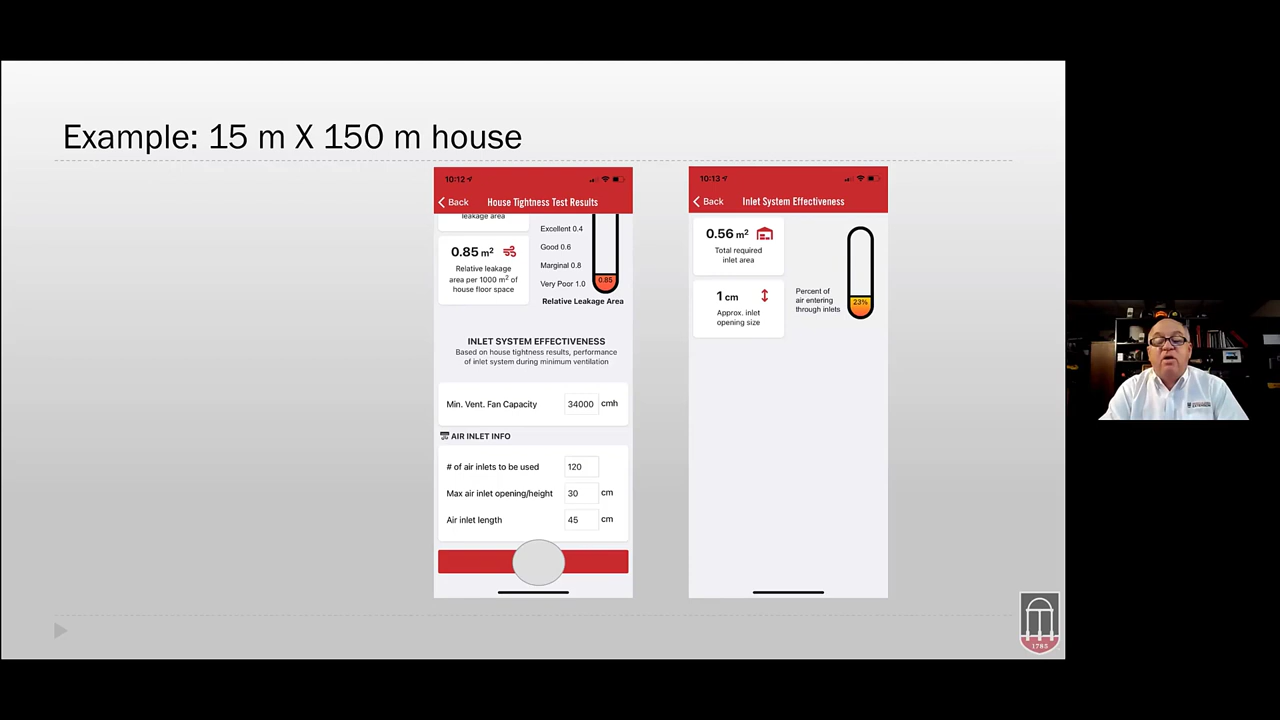 Example: 15 m X 150 m house
10:12
Back
House Tightness Test Results
leakage area
0.85 m²
Relative leakage
area per 1000 m² of
house floor space
Excellent 0.4
Good 0.6
Marginal 0.8
Very Poor 1.0
0.85
Relative Leakage Area
INLET SYSTEM EFFECTIVENESS
Based on house tightness results, performance
of inlet system during minimum ventilation
Min. Vent. Fan Capacity 34000 cmh
AIR INLET INFO
# of air inlets to be used 120
Max air inlet opening/height 30 cm
Air inlet length 45 cm
10:13
Back
Inlet System Effectiveness
0.56 m²
Total required
inlet area
1 cm
Approx. inlet
opening size
Percent of
air entering
through inlets
23%
1785